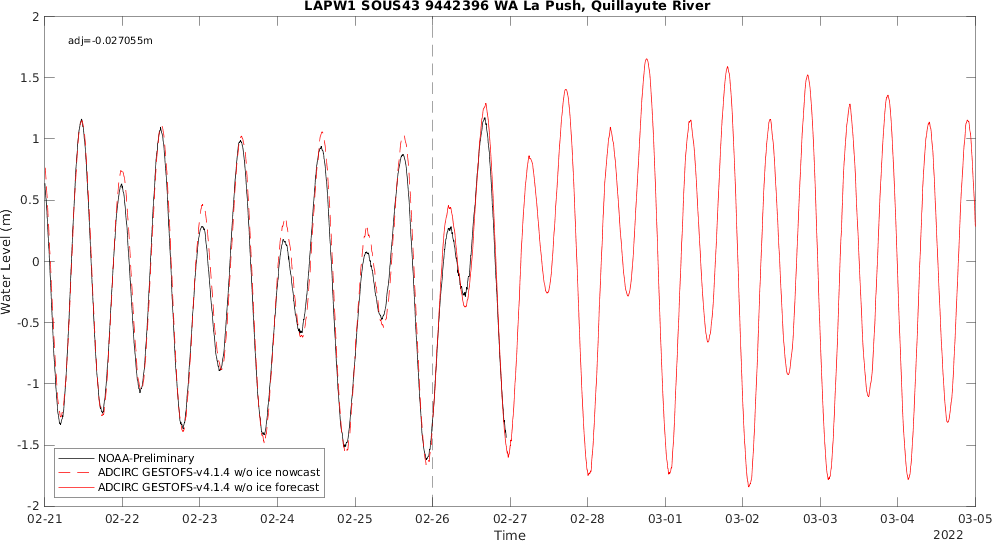 LAPW1 SOUS43 9442396 WA La Push, Quillayute River
adj=-0.027055m
2
1.5
1
0.5
0
-0.5
-1
-1.5
-2
Water Level (m)
NOAA-Preliminary
ADCIRC GESTOFS-v4.1.4 w/o ice nowcast
ADCIRC GESTOFS-v4.1.4 w/o ice forecast
02-21 02-22 02-23 02-24 02-25 02-26 02-27 02-28 03-01 03-02 03-03 03-04 03-05
Time
2022